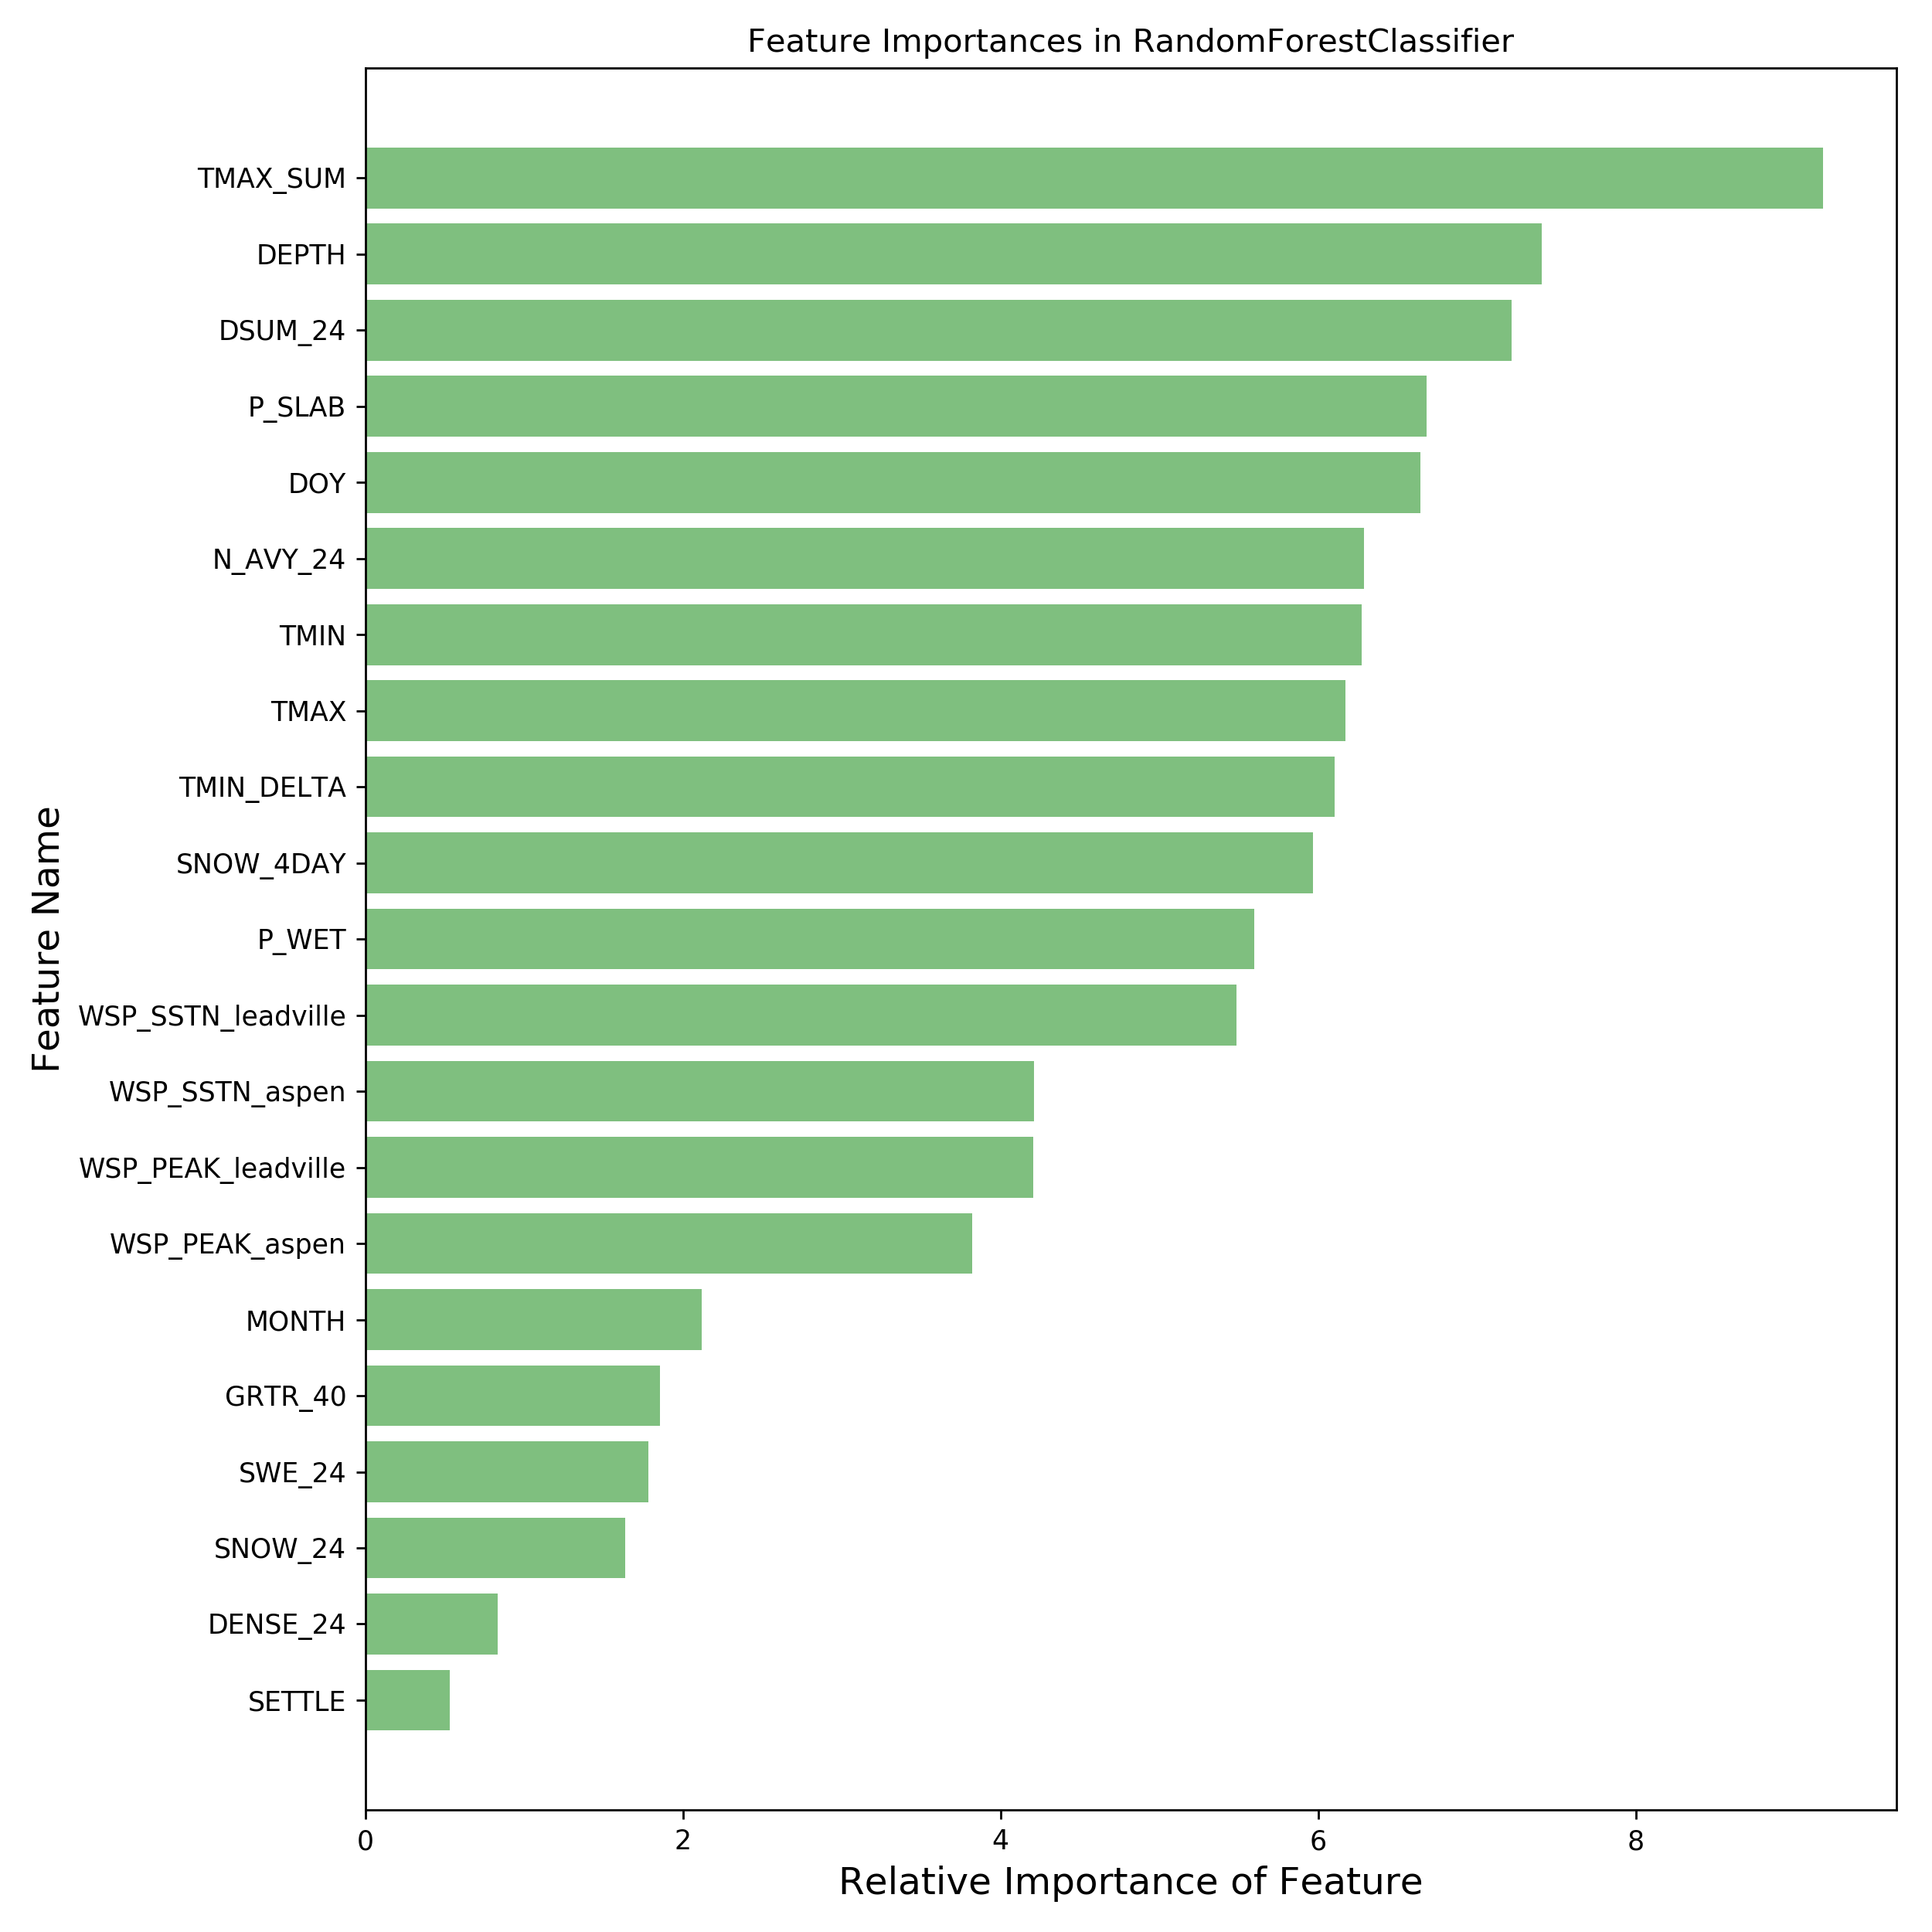 Feature Importances in RandomForestClassifier
TMAX_SUM
DEPTH
DSUM_24
P_SLAB
DOY
N_AVY_24
TMIN
TMAX
TMIN_DELTA
SNOW_4DAY
P_WET
WSP_SSTN_leadville
WSP_SSTN_aspen
WSP_PEAK_leadville
WSP_PEAK_aspen
MONTH
GRTR_40
SWE_24
SNOW_24
DENSE_24
SETTLE
Feature Name
0 2 4 6 8
Relative Importance of Feature